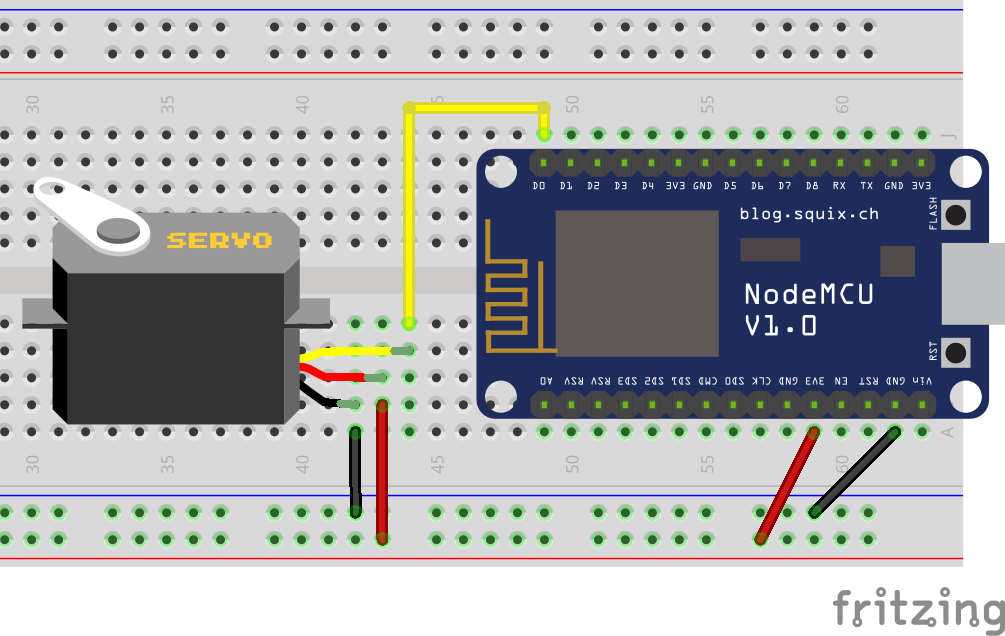 30 35 40 45 50 55 60
J
D0 D1 D2 D3 D4 3V3 GND D5 D6 D7 D8 RX TX GND 3V3
SERVO
blog.squix.ch
FLASH
NodeMCU
V1.0
RST
A0 RSV RSV SD3 SD2 SD1 CMD SD0 CLK GND 3V3 EN RST GND Vin
A
30 35 40 45 50 55 60
fritzing